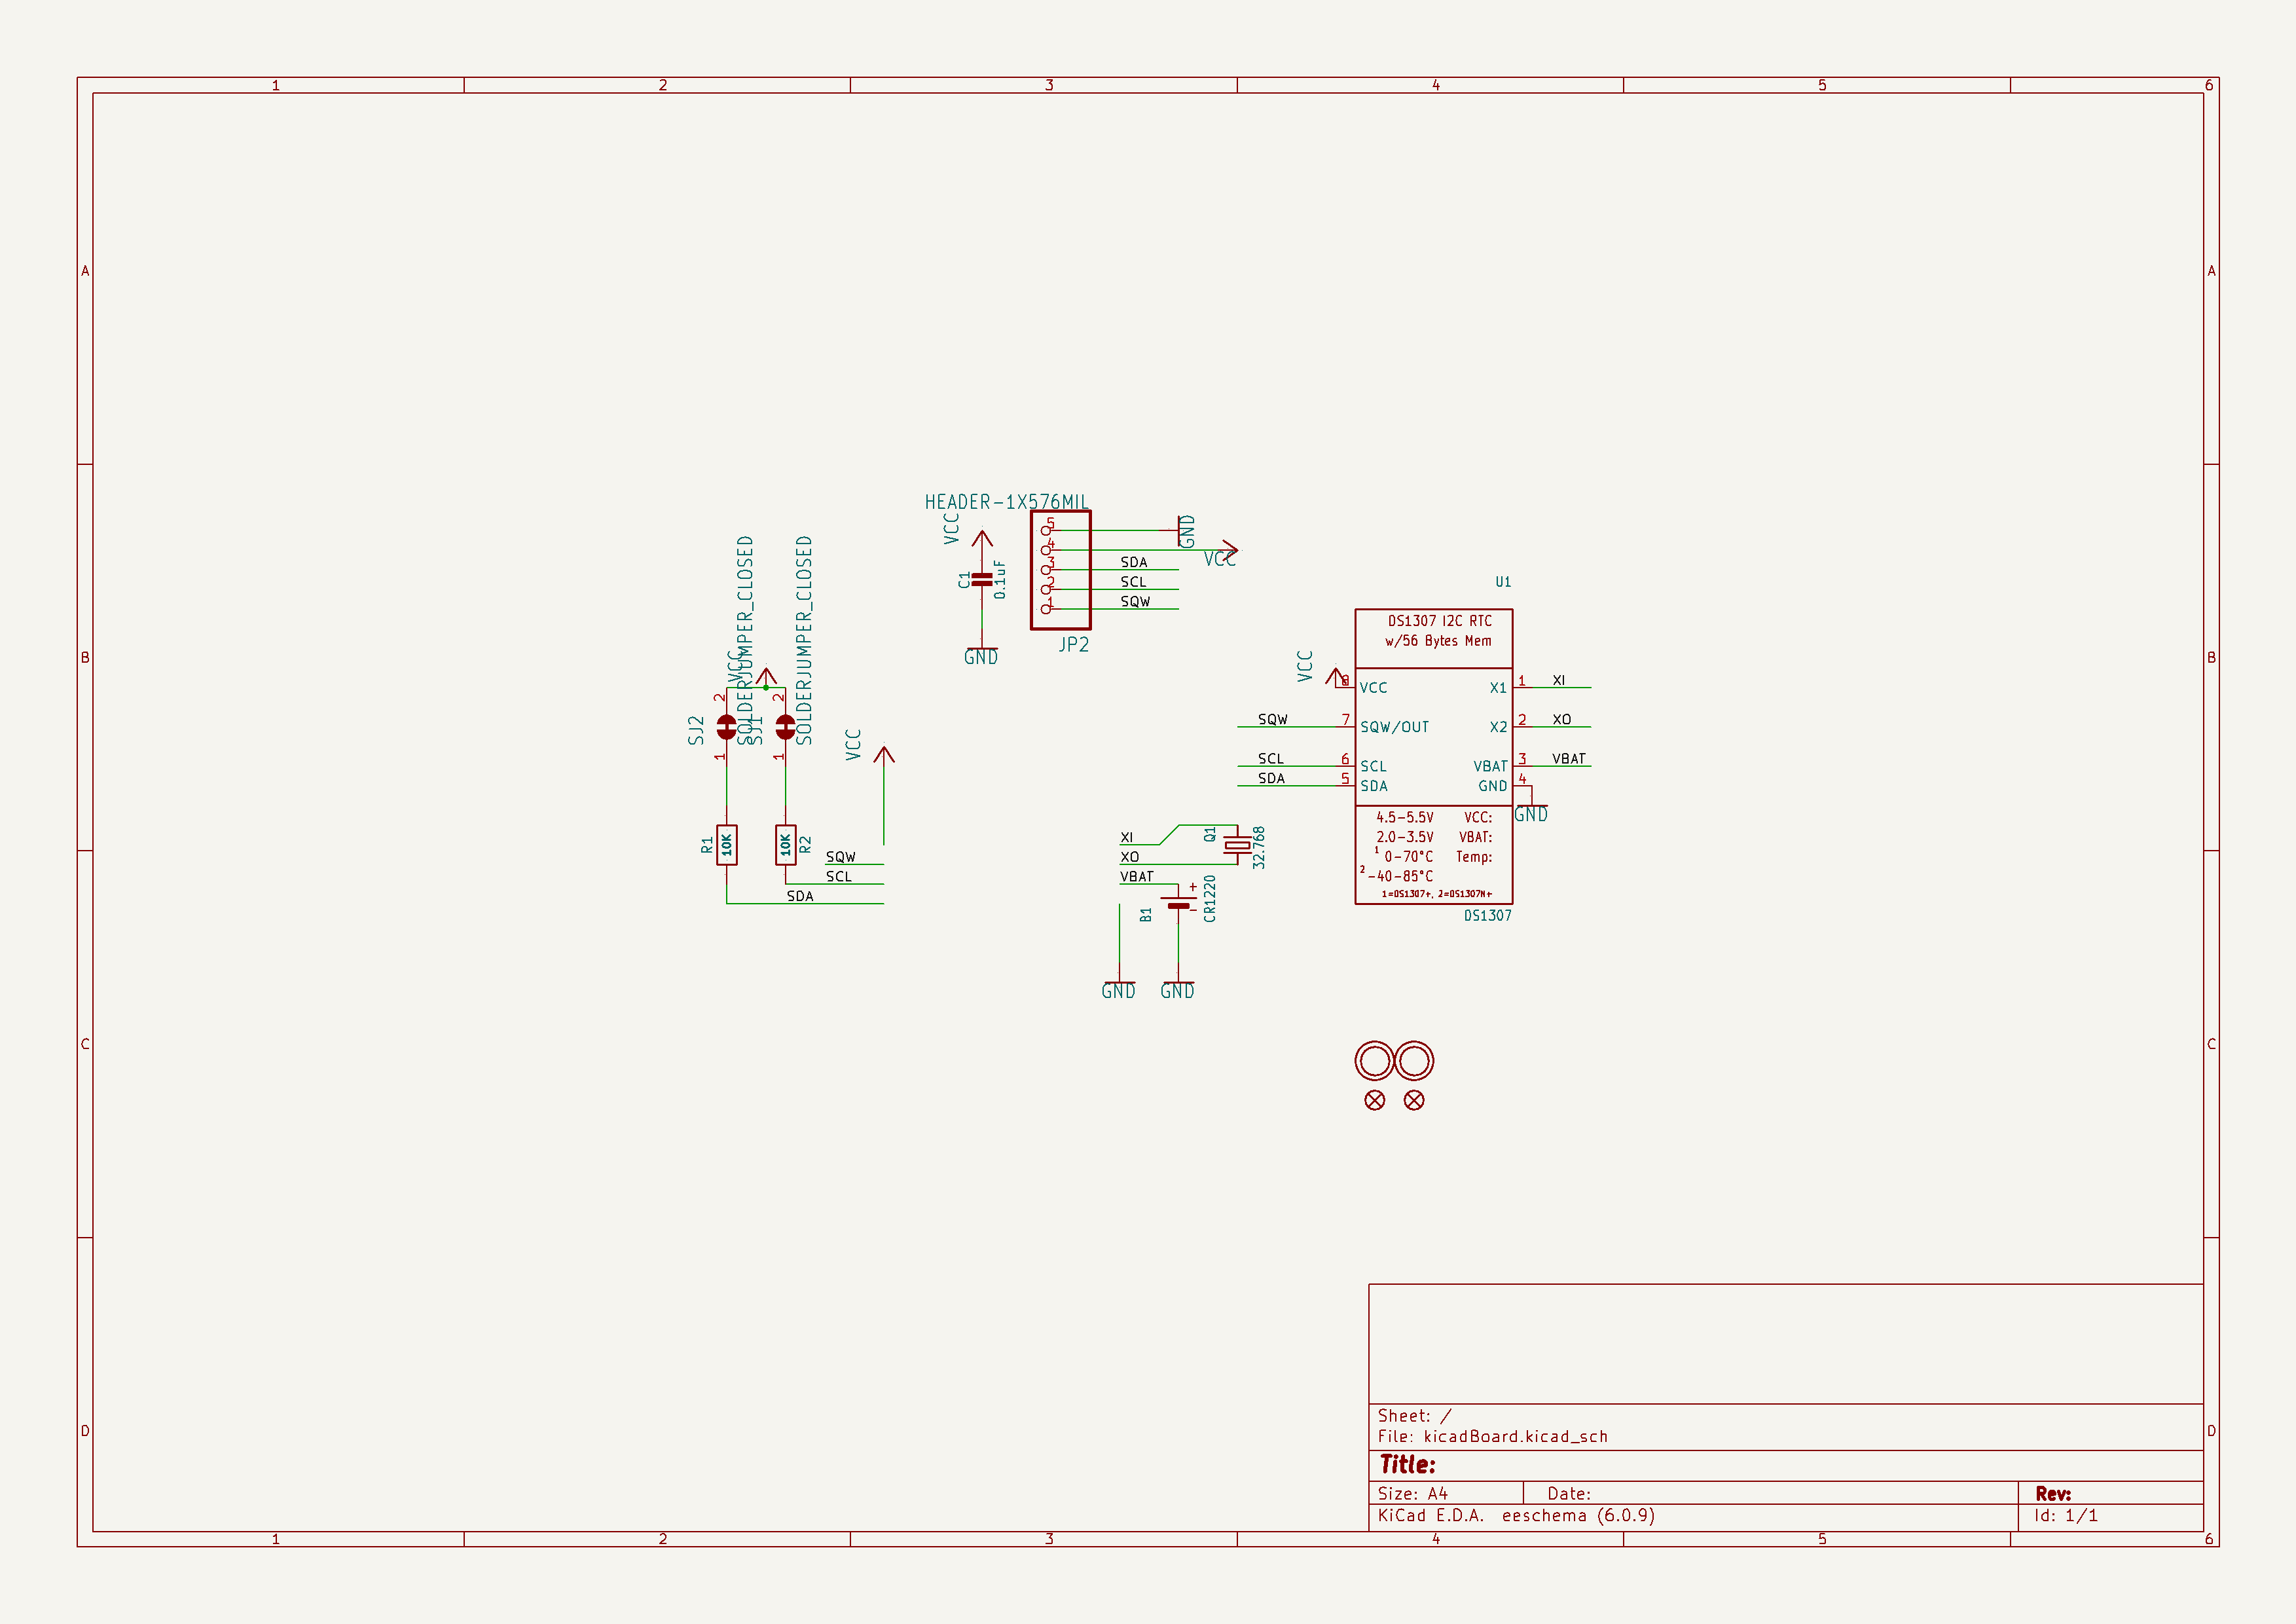 1 2 3 4 5 6
A A
HEADER-1X576MIL
VCC
C1
0.1uF
GND
5
4
3
2
1
JP2
GND
VCC
SDA
SCL
SQW
B B
VCC
SJ2
2
1
SOLDERJUMPER_CLOSED
SJ1
2
1
SOLDERJUMPER_CLOSED
VCC
R1
10K
10K
R2
SQW
SCL
SDA
U1
DS1307 I2C RTC
w/56 Bytes Mem
VCC
8 VCC X1 1 XI
SQW 7 SQW/OUT X2 2 XO
SCL 6 SCL VBAT 3 VBAT
SDA 5 SDA GND 4
GND
4.5-5.5V VCC:
2.0-3.5V VBAT:
1 0-70°C Temp:
2 -40-85°C
1=DS1307+, 2=DS1307N+
DS1307
XI
XO
VBAT
Q1
32.768
B1
+
-
CR1220
GND GND
C C
D D
Sheet: /
File: kicadBoard.kicad_sch
Title:
Size: A4 Date: Rev:
KiCad E.D.A. eeschema (6.0.9) Id: 1/1
1 2 3 4 5 6